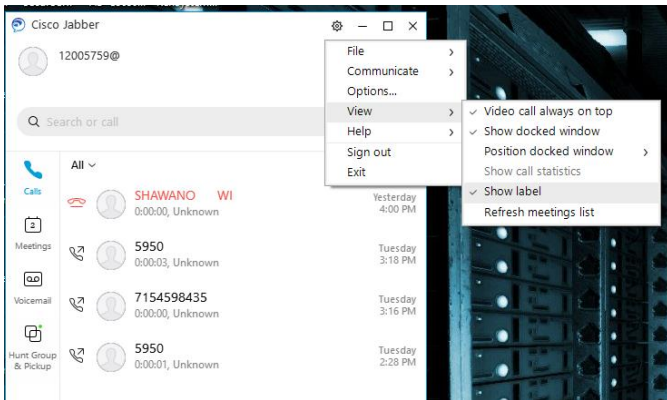 Cisco Jabber
12005759@
Search or call
File
Communicate
Options...
View
Help
Sign out
Exit
Video call always on top
Show docked window
Position docked window
Show call statistics
Show label
Refresh meetings list
Calls
2
Meetings
Voicemail
Hunt Group
& Pickup
All
SHAWANO WI
0:00:00, Unknown
Yesterday
4:00 PM
5950
0:00:03, Unknown
Tuesday
3:18 PM
7154598435
0:00:00, Unknown
Tuesday
3:16 PM
5950
0:00:01, Unknown
Tuesday
2:28 PM